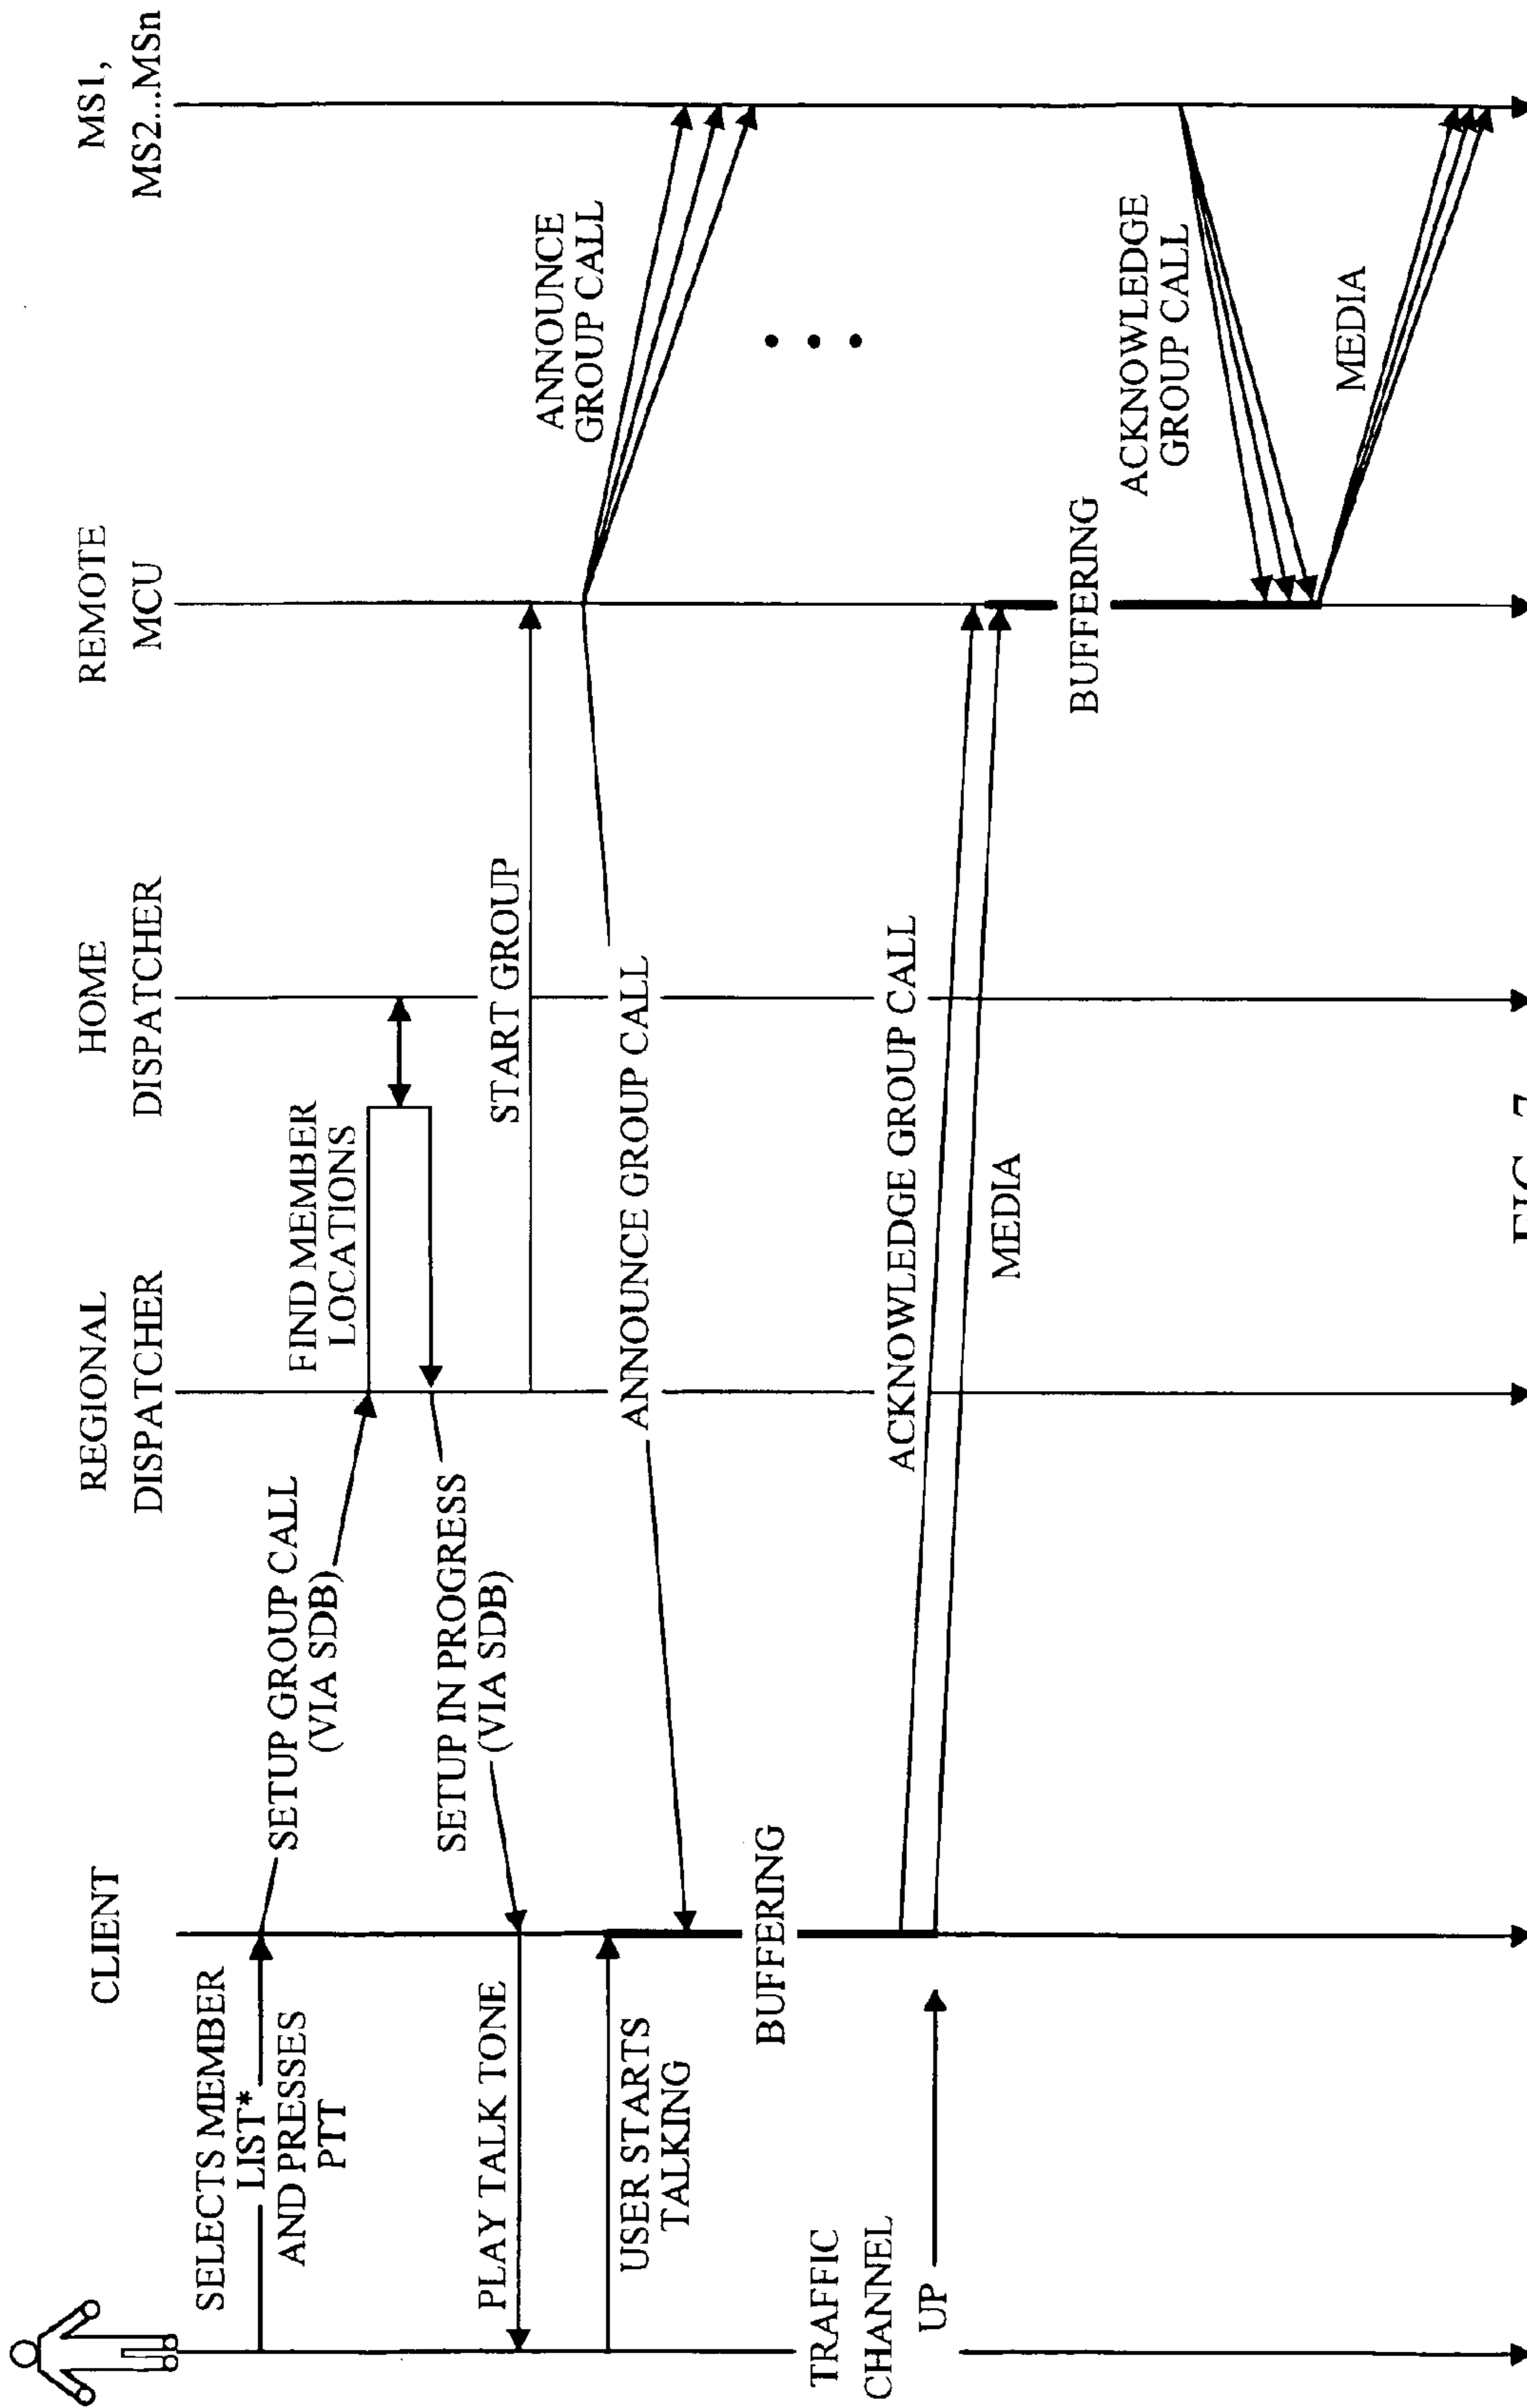 CLIENT
REGIONAL
DISPATCHER
HOME
DISPATCHER
REMOTE
MCU
MS1,
MS2...MSn
SELECTS MEMBER
LIST*
AND PRESSES
PTT
SETUP GROUP CALL
(VIA SDB)
FIND MEMBER
LOCATIONS
SETUP IN PROGRESS
(VIA SDB)
PLAY TALK TONE
START GROUP
ANNOUNCE
GROUP CALL
USER STARTS
TALKING
ANNOUNCE GROUP CALL
BUFFERING
TRAFFIC
CHANNEL
UP
ACKNOWLEDGE GROUP CALL
MEDIA
BUFFERING
ACKNOWLEDGE
GROUP CALL
MEDIA
FIG. 7